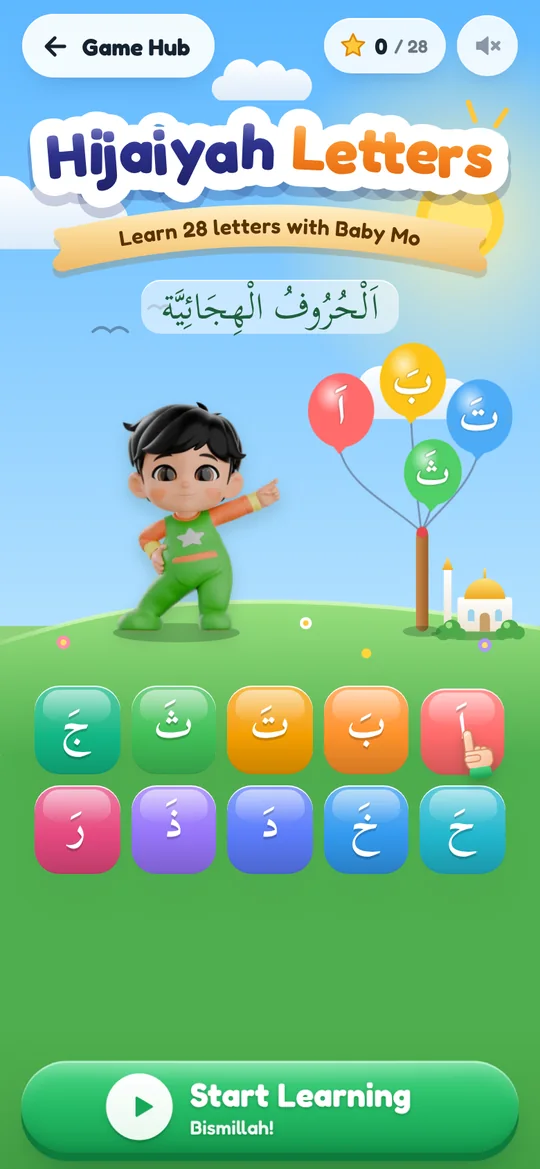 Game Hub
0 / 28
Hijaiyah Letters
Learn 28 letters with Baby Mo
اَلْحُرُوفُ الْهِجَائِيَّة
اَ
بَ
تَ
ثَ
اَ بَ تَ ثَ جَ
حَ خَ دَ ذَ رَ
Start Learning
Bismillah!